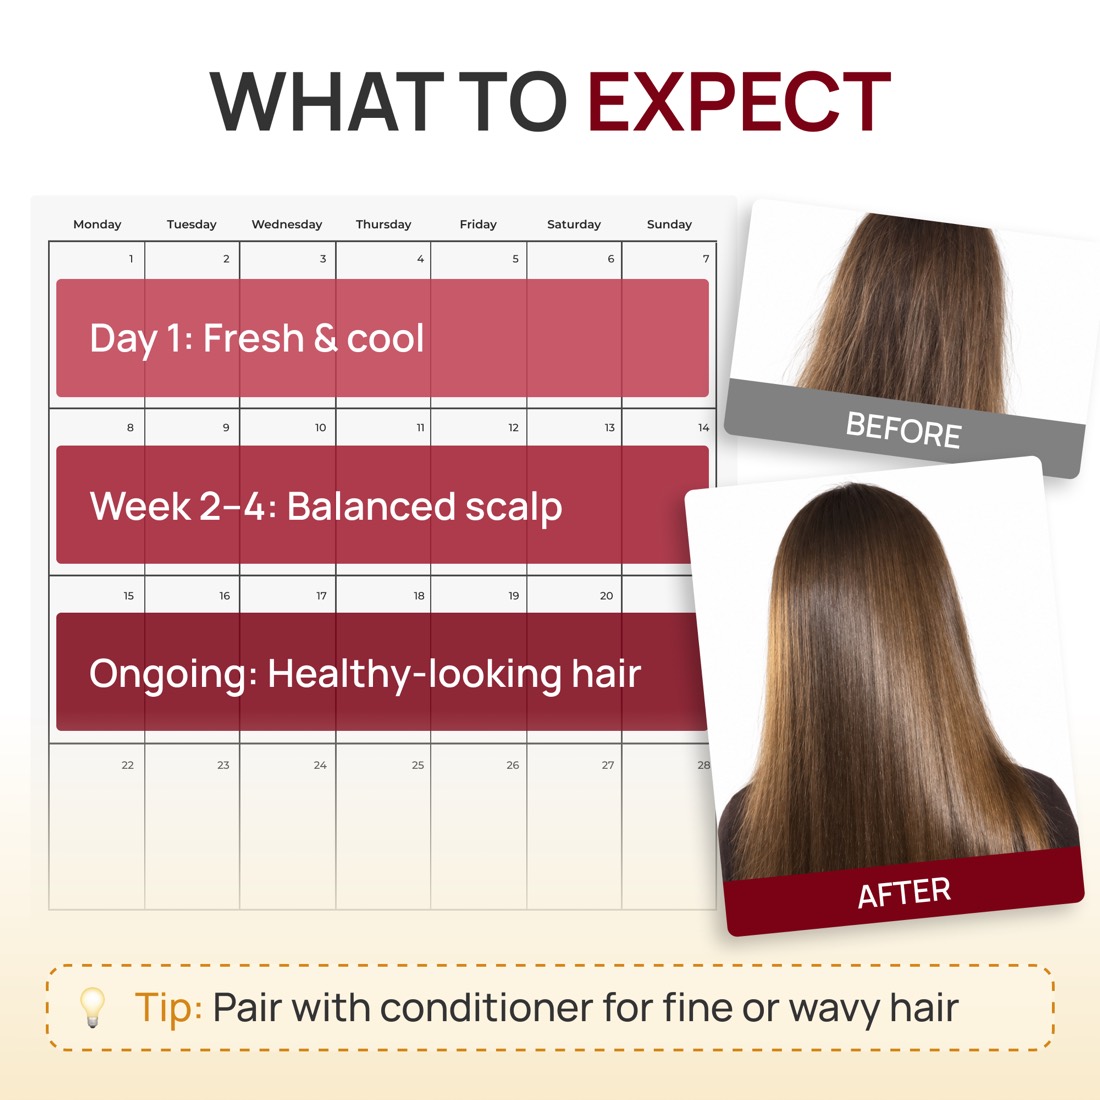 WHAT TO EXPECT
Monday Tuesday Wednesday Thursday Friday Saturday Sunday
1 2 3 4 5 6 7
Day 1: Fresh & cool
8 9 10 11 12 13 14
Week 2–4: Balanced scalp
15 16 17 18 19 20
Ongoing: Healthy-looking hair
22 23 24 25 26 27 28
BEFORE
AFTER
Tip: Pair with conditioner for fine or wavy hair